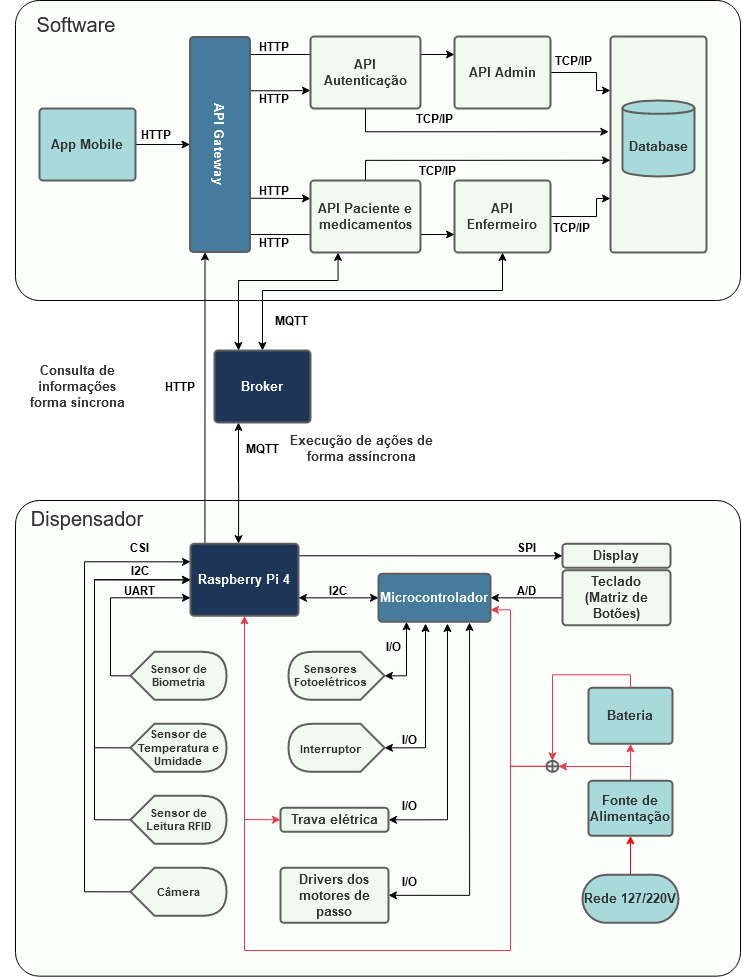 Software
App Mobile
HTTP
API Gateway
HTTP
HTTP
HTTP
HTTP
API
Autenticação
API Admin
TCP/IP
TCP/IP
TCP/IP
API Paciente e
medicamentos
API
Enfermeiro
TCP/IP
Database
MQTT
Broker
Consulta de
informações
forma síncrona
HTTP
MQTT
Execução de ações de
forma assíncrona
Dispensador
CSI
I2C
UART
Raspberry Pi 4
SPI
Display
I2C
Microcontrolador
A/D
Teclado
(Matriz de
Botões)
I/O
Sensor de
Biometria
Sensores
Fotoelétricos
Sensor de
Temperatura e
Umidade
Interruptor
I/O
Bateria
Sensor de
Leitura RFID
Trava elétrica
I/O
Fonte de
Alimentação
Câmera
Drivers dos
motores de
passo
I/O
Rede 127/220V